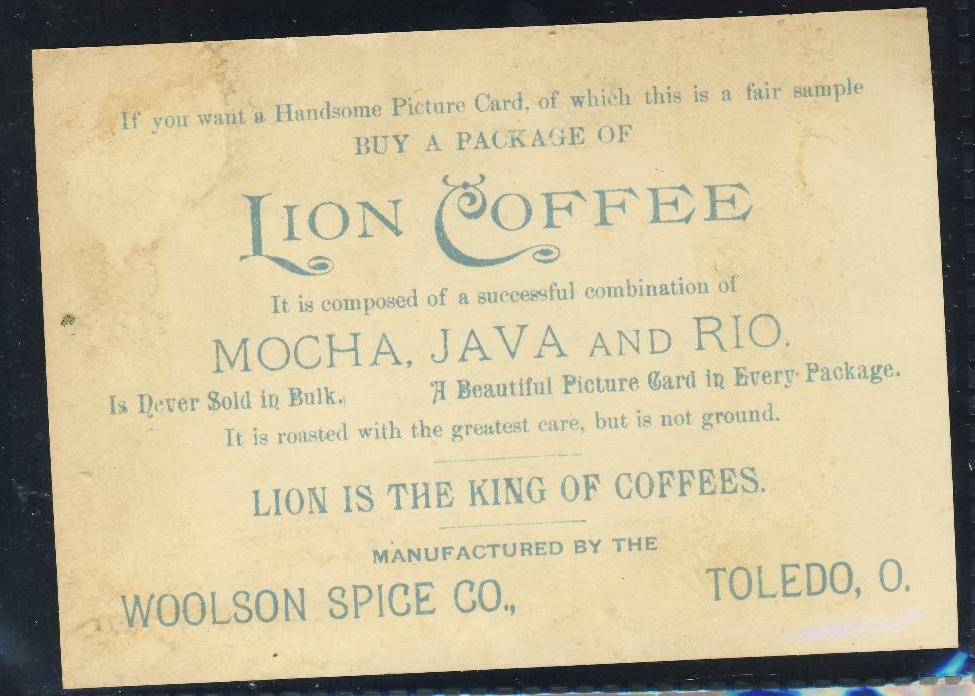 If you want a Handsome Picture Card, of which this is a fair sample
BUY A PACKAGE OF
LION COFFEE
It is composed of a successful combination of
MOCHA, JAVA AND RIO.
Is Never Sold in Bulk. A Beautiful Picture Card in Every Package.
It is roasted with the greatest care, but is not ground.
LION IS THE KING OF COFFEES.
MANUFACTURED BY THE
WOOLSON SPICE CO., TOLEDO, O.